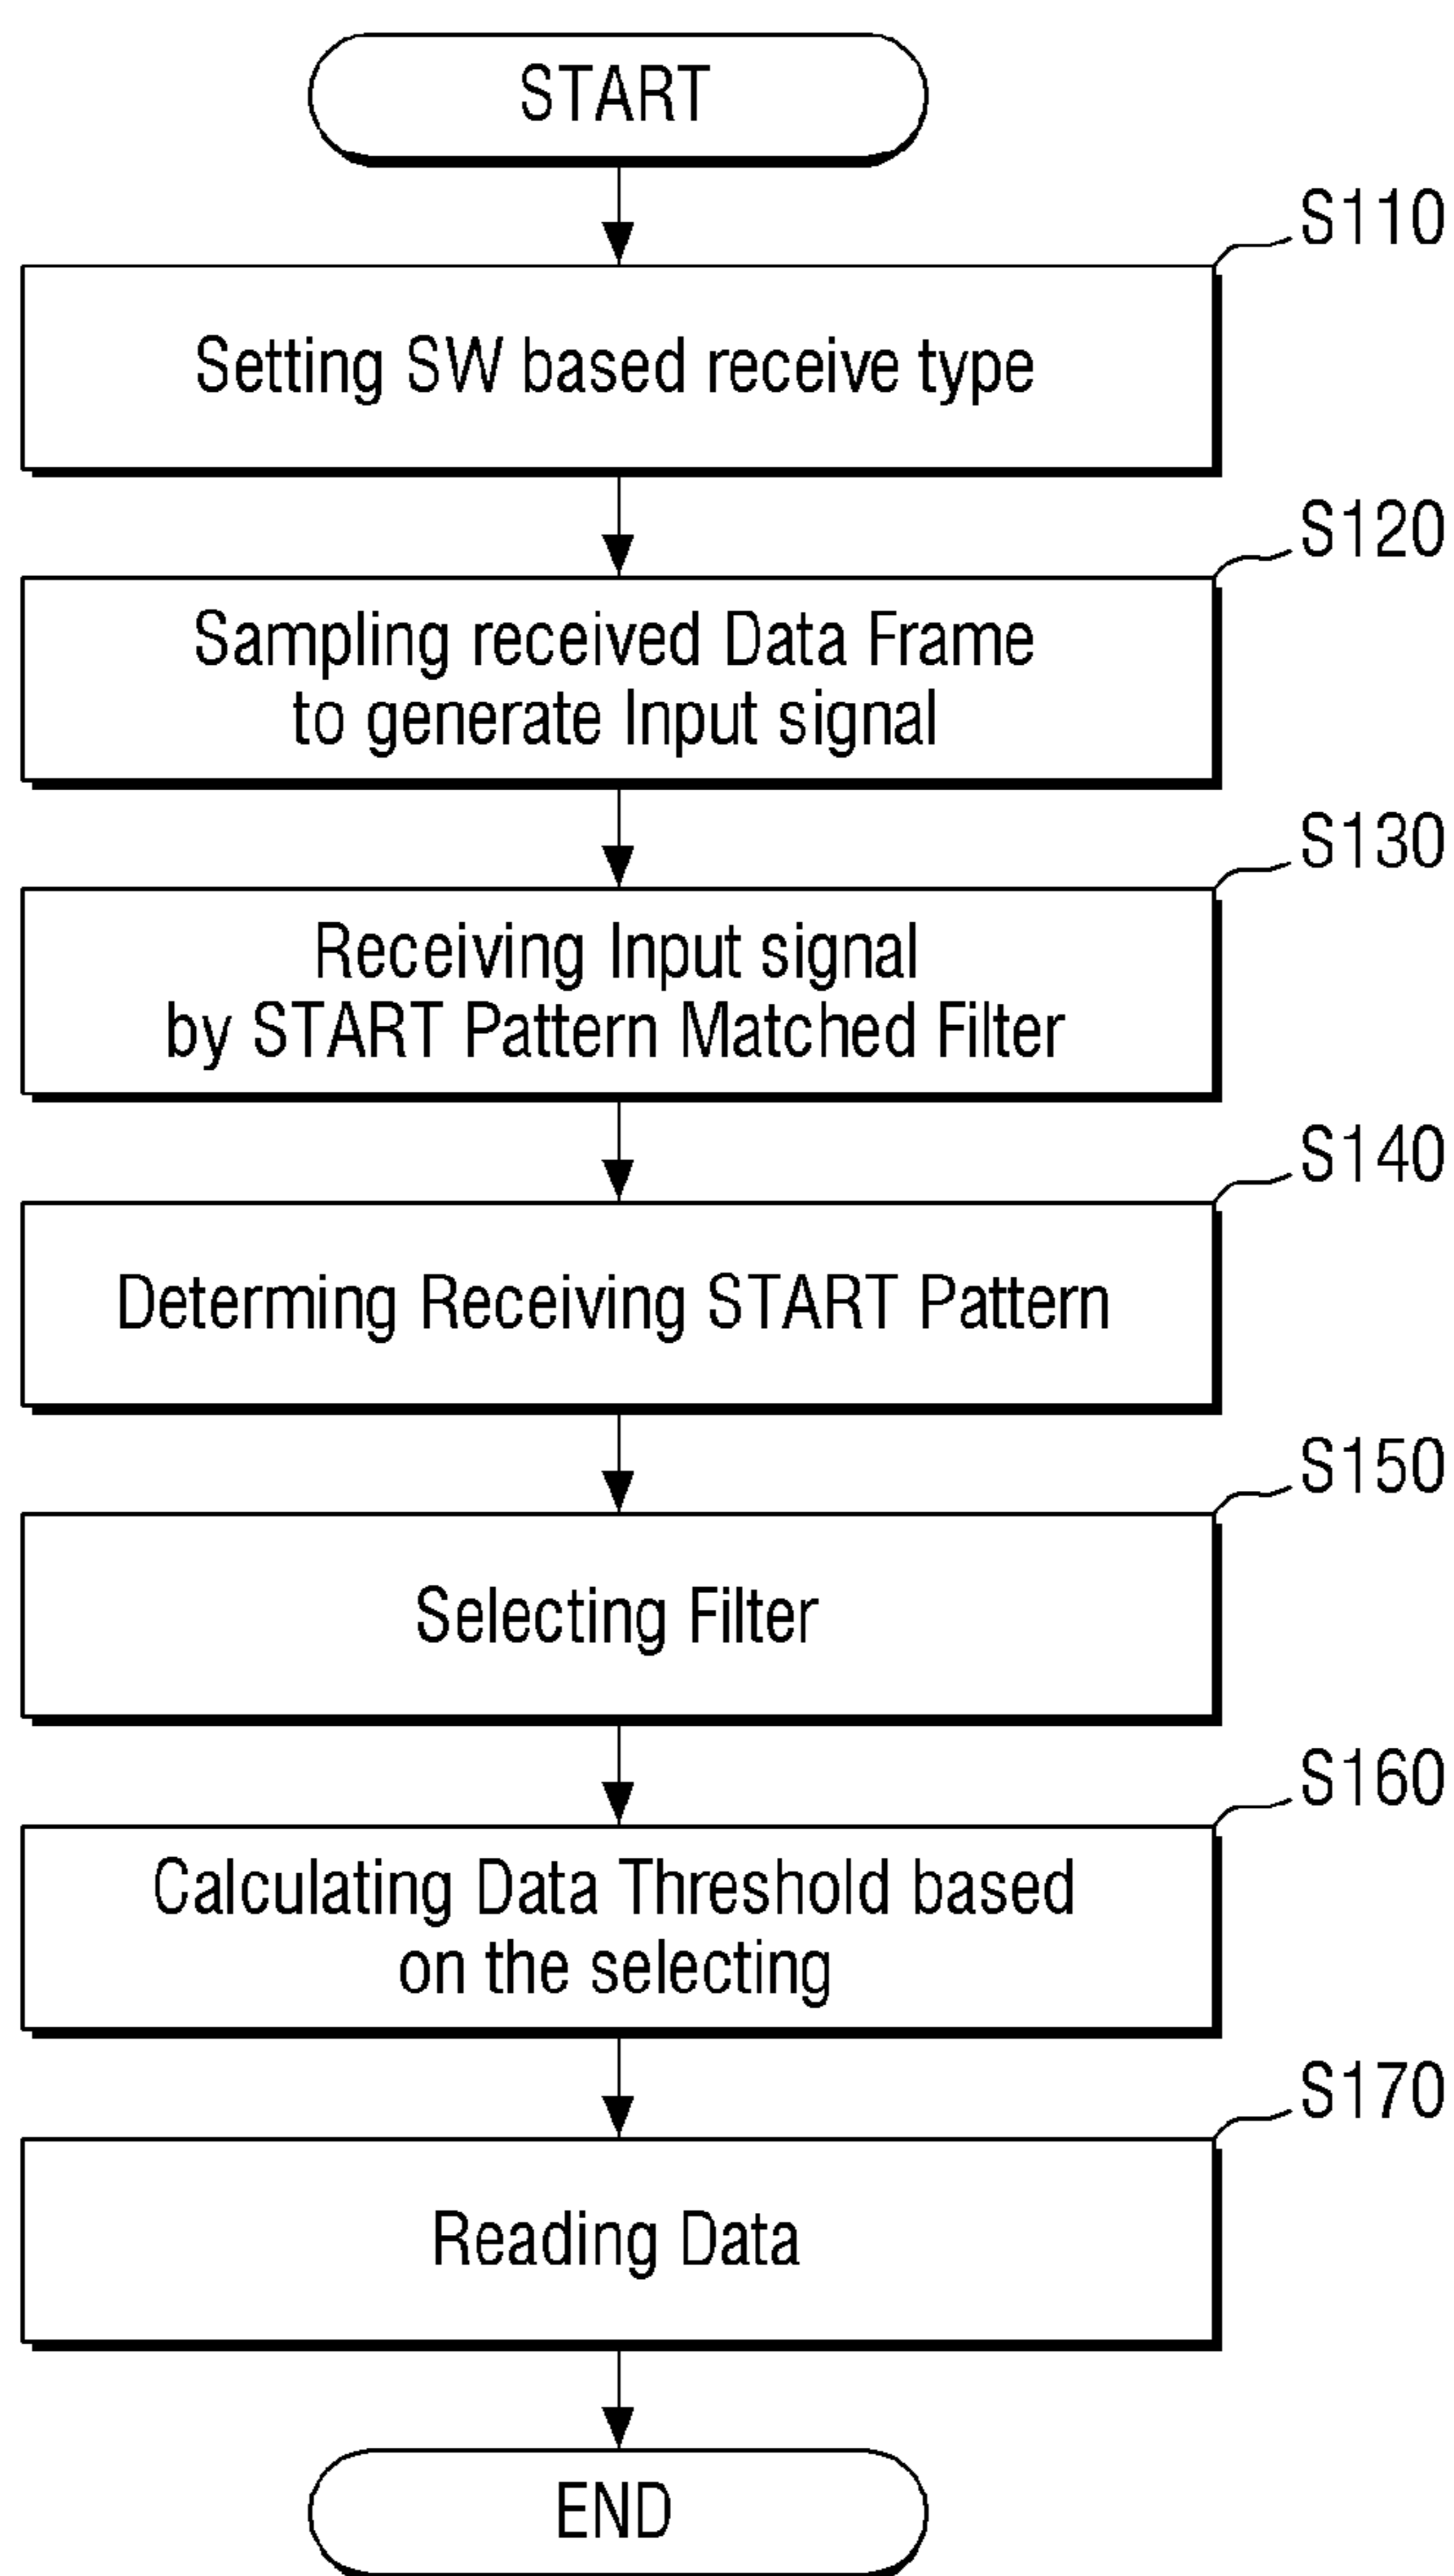 START
S110
Setting SW based receive type
S120
Sampling received Data Frame
to generate Input signal
S130
Receiving Input signal
by START Pattern Matched Filter
S140
Determing Receiving START Pattern
S150
Selecting Filter
S160
Calculating Data Threshold based
on the selecting
S170
Reading Data
END